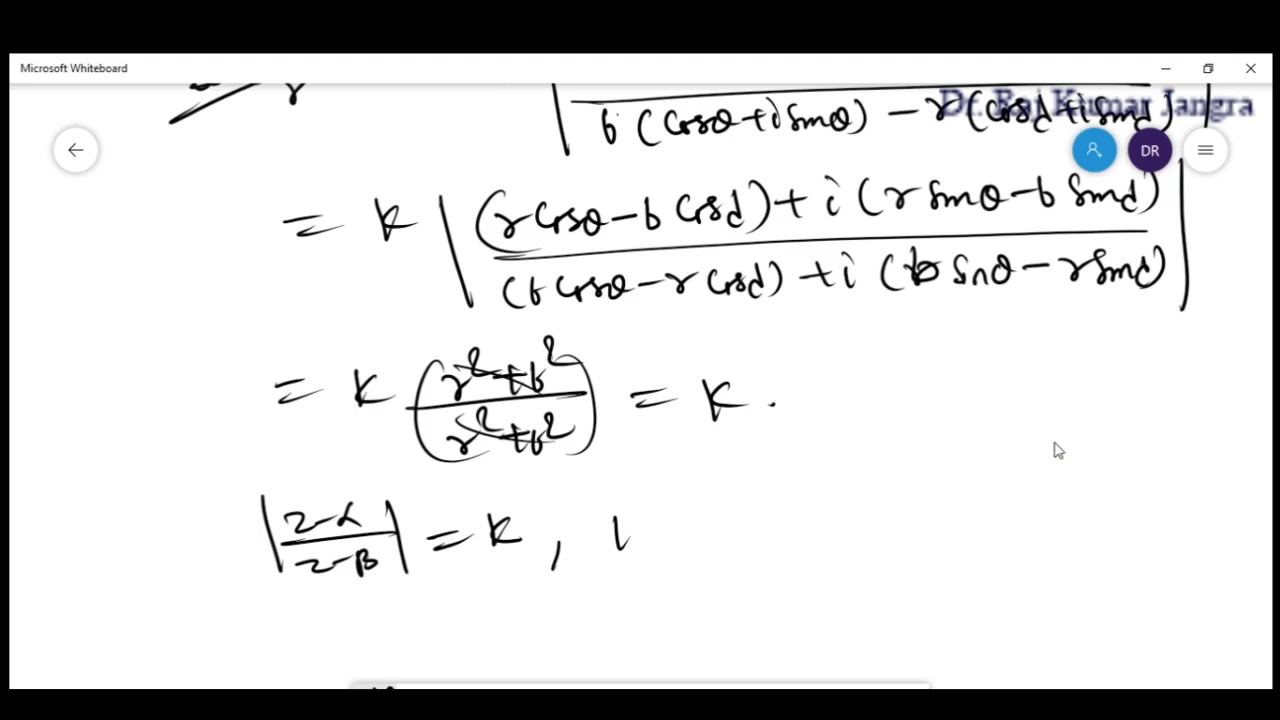 Microsoft Whiteboard
Dr. Raj Kumar Jangra
b (Cosθ+i Sinθ) - r (Cosα+i Sinα)
DR
= K | (r Cosθ - b Cosα) + i (r Sinθ - b Sinα)
(b Cosθ - r Cosα) + i (b Sinθ - r Sinα) |
= K (r² + b² / r² + b²) = K .
| z-α / z-β | = K ,